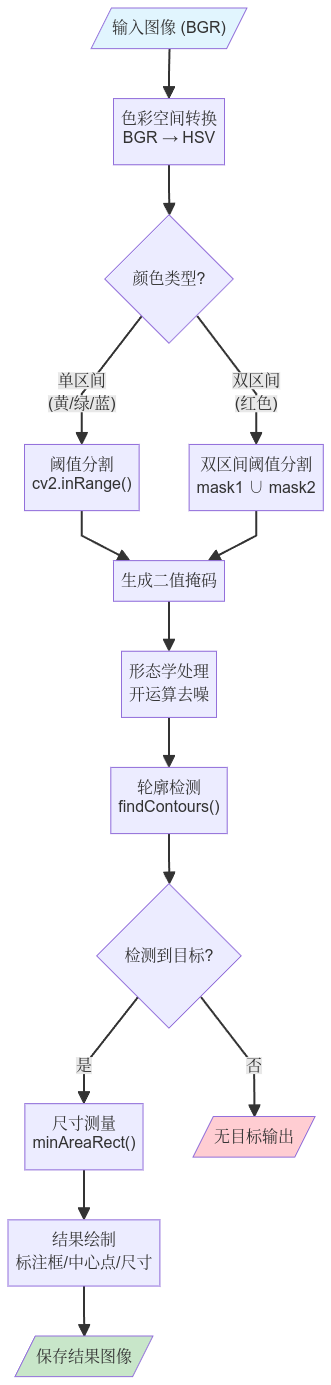 输入图像 (BGR)
色彩空间转换
BGR → HSV
颜色类型?
单区间
(黄/绿/蓝)
双区间
(红色)
阈值分割
cv2.inRange()
双区间阈值分割
mask1 ∪ mask2
生成二值掩码
形态学处理
开运算去噪
轮廓检测
findContours()
检测到目标?
是
否
尺寸测量
minAreaRect()
无目标输出
结果绘制
标注框/中心点/尺寸
保存结果图像